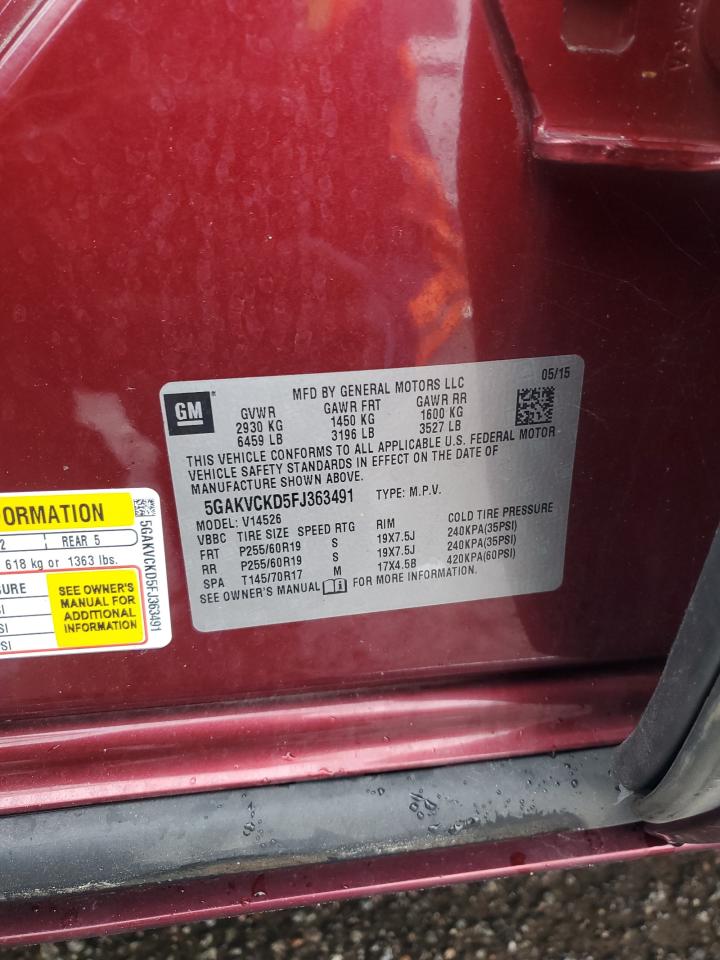 MFD BY GENERAL MOTORS LLC
05/15
GM
GVWR GAWR FRT GAWR RR
2930 KG 1450 KG 1600 KG
6459 LB 3196 LB 3527 LB
THIS VEHICLE CONFORMS TO ALL APPLICABLE U.S. FEDERAL MOTOR
VEHICLE SAFETY STANDARDS IN EFFECT ON THE DATE OF
MANUFACTURE SHOWN ABOVE.
5GAKVCKD5FJ363491 TYPE: M.P.V.
MODEL: V14526
VBBC TIRE SIZE SPEED RTG RIM COLD TIRE PRESSURE
FRT P255/60R19 S 19X7.5J 240KPA(35PSI)
RR P255/60R19 S 19X7.5J 240KPA(35PSI)
SPA T145/70R17 M 17X4.5B 420KPA(60PSI)
SEE OWNER'S MANUAL FOR MORE INFORMATION.
ORMATION
2 REAR 5
618 kg or 1363 lbs.
SURE
SI
SI
PSI
SEE OWNER'S
MANUAL FOR
ADDITIONAL
INFORMATION
5GAKVCKD5FJ363491